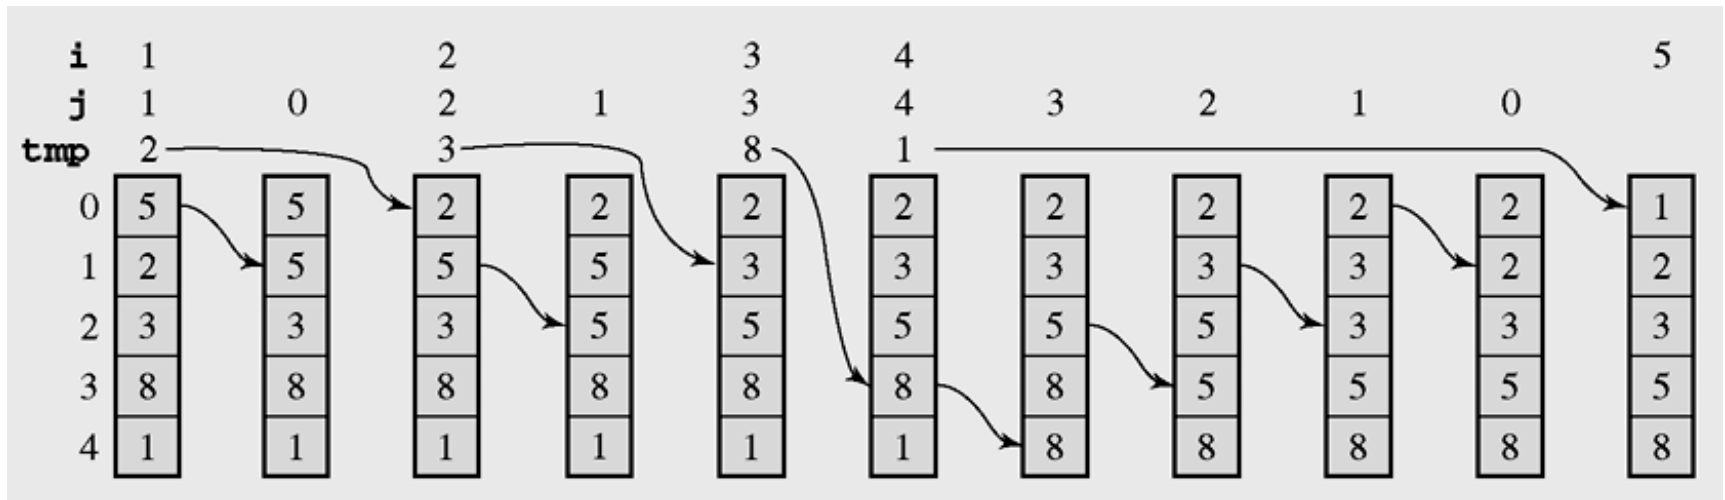 i 1 2 3 4 5
j 1 0 2 1 3 4 3 2 1 0
tmp 2 3 8 1
0 5 5 2 2 2 2 2 2 2 2 1
1 2 5 5 5 3 3 3 3 3 2 2
2 3 3 3 5 5 5 5 5 3 3 3
3 8 8 8 8 8 8 8 5 5 5 5
4 1 1 1 1 1 1 8 8 8 8 8